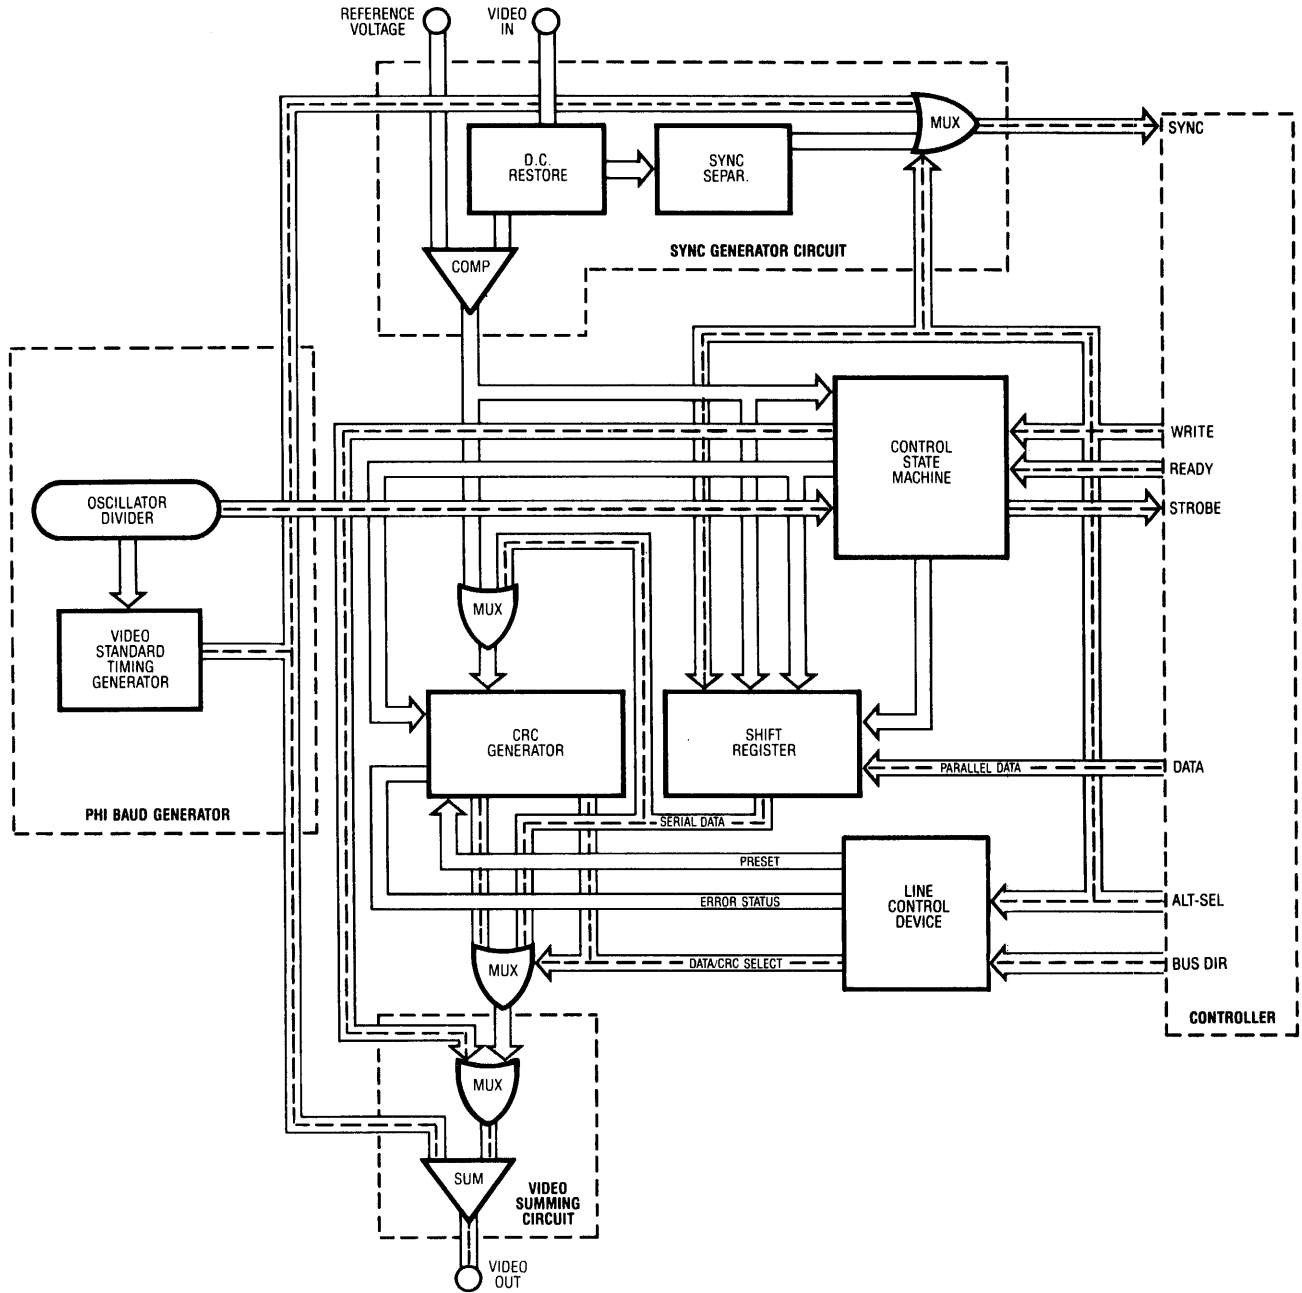 REFERENCE
VOLTAGE
VIDEO
IN
MUX
SYNC
D.C.
RESTORE
SYNC
SEPAR.
SYNC GENERATOR CIRCUIT
COMP
WRITE
CONTROL
STATE
MACHINE
READY
STROBE
OSCILLATOR
DIVIDER
MUX
VIDEO
STANDARD
TIMING
GENERATOR
CRC
GENERATOR
SHIFT
REGISTER
PARALLEL DATA
DATA
PHI BAUD GENERATOR
SERIAL DATA
PRESET
ERROR STATUS
LINE
CONTROL
DEVICE
ALT-SEL
MUX
DATA/CRC SELECT
BUS DIR
CONTROLLER
MUX
SUM
VIDEO
SUMMING
CIRCUIT
VIDEO
OUT